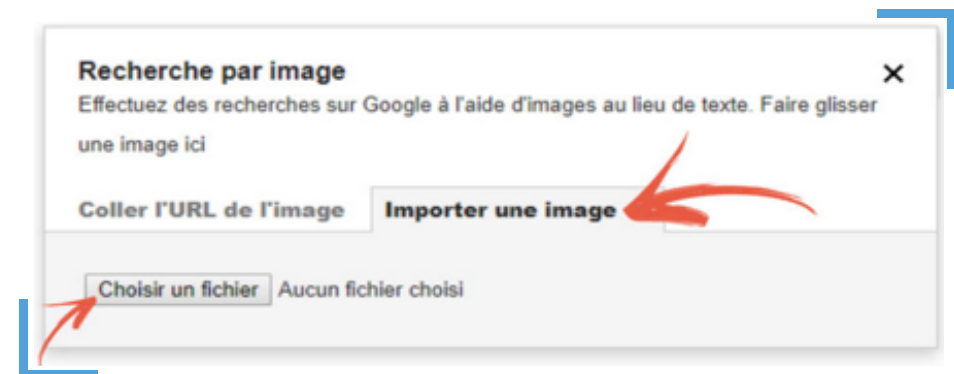 Recherche par image
Effectuez des recherches sur Google à l'aide d'images au lieu de texte. Faire glisser
une image ici
Coller l'URL de l'image Importer une image
Choisir un fichier Aucun fichier choisi